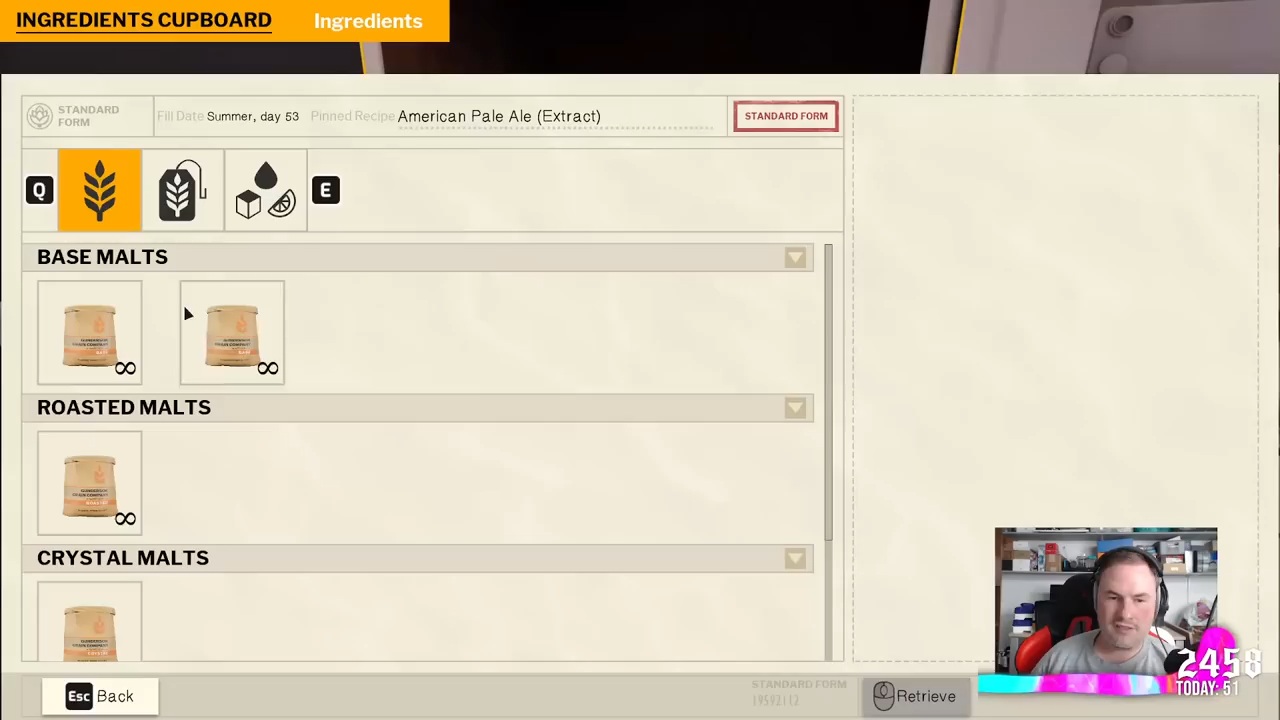 INGREDIENTS CUPBOARD Ingredients
STANDARD FORM
Fill Date Summer, day 53 Pinned Recipe American Pale Ale (Extract)
STANDARD FORM
Q E
BASE MALTS
∞ ∞
ROASTED MALTS
∞
CRYSTAL MALTS
Esc Back
STANDARD FORM
19592112
Retrieve
2458
TODAY: 51